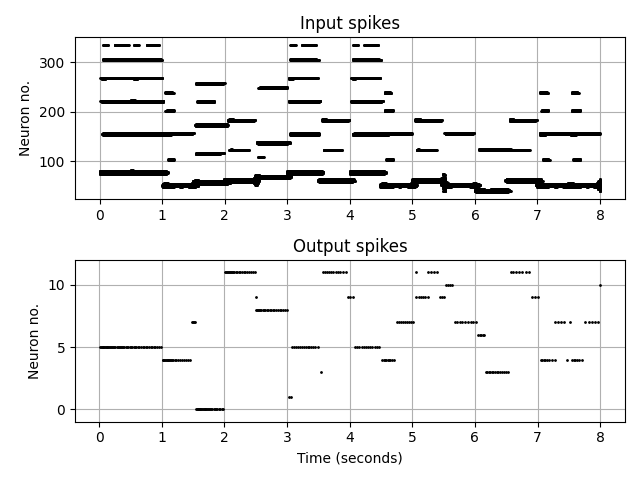 Input spikes
300
200
100
Neuron no.
0 1 2 3 4 5 6 7 8
Output spikes
10
5
0
Neuron no.
0 1 2 3 4 5 6 7 8
Time (seconds)